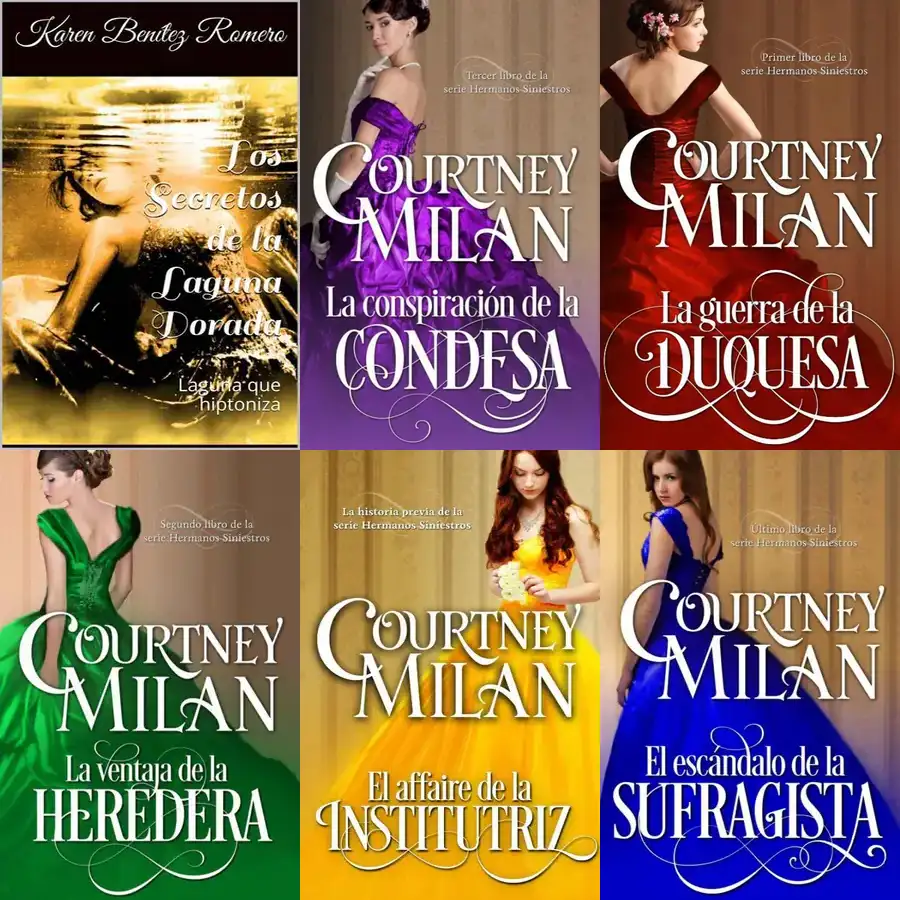 Karen Benítez Romero
Los
Secretos
de la
Laguna
Dorada
Laguna que
hiptoniza
Tercer libro de la
serie Hermanos Siniestros
COURTNEY
MILAN
La conspiración de la
CONDESA
Primer libro de la
serie Hermanos Siniestros
COURTNEY
MILAN
La guerra de la
DUQUESA
Segundo libro de la
serie Hermanos Siniestros
COURTNEY
MILAN
La ventaja de la
HEREDERA
La historia previa de la
serie Hermanos Siniestros
COURTNEY
MILAN
El affaire de la
INSTITUTRIZ
Último libro de la
serie Hermanos Siniestros
COURTNEY
MILAN
El escándalo de la
SUFRAGISTA